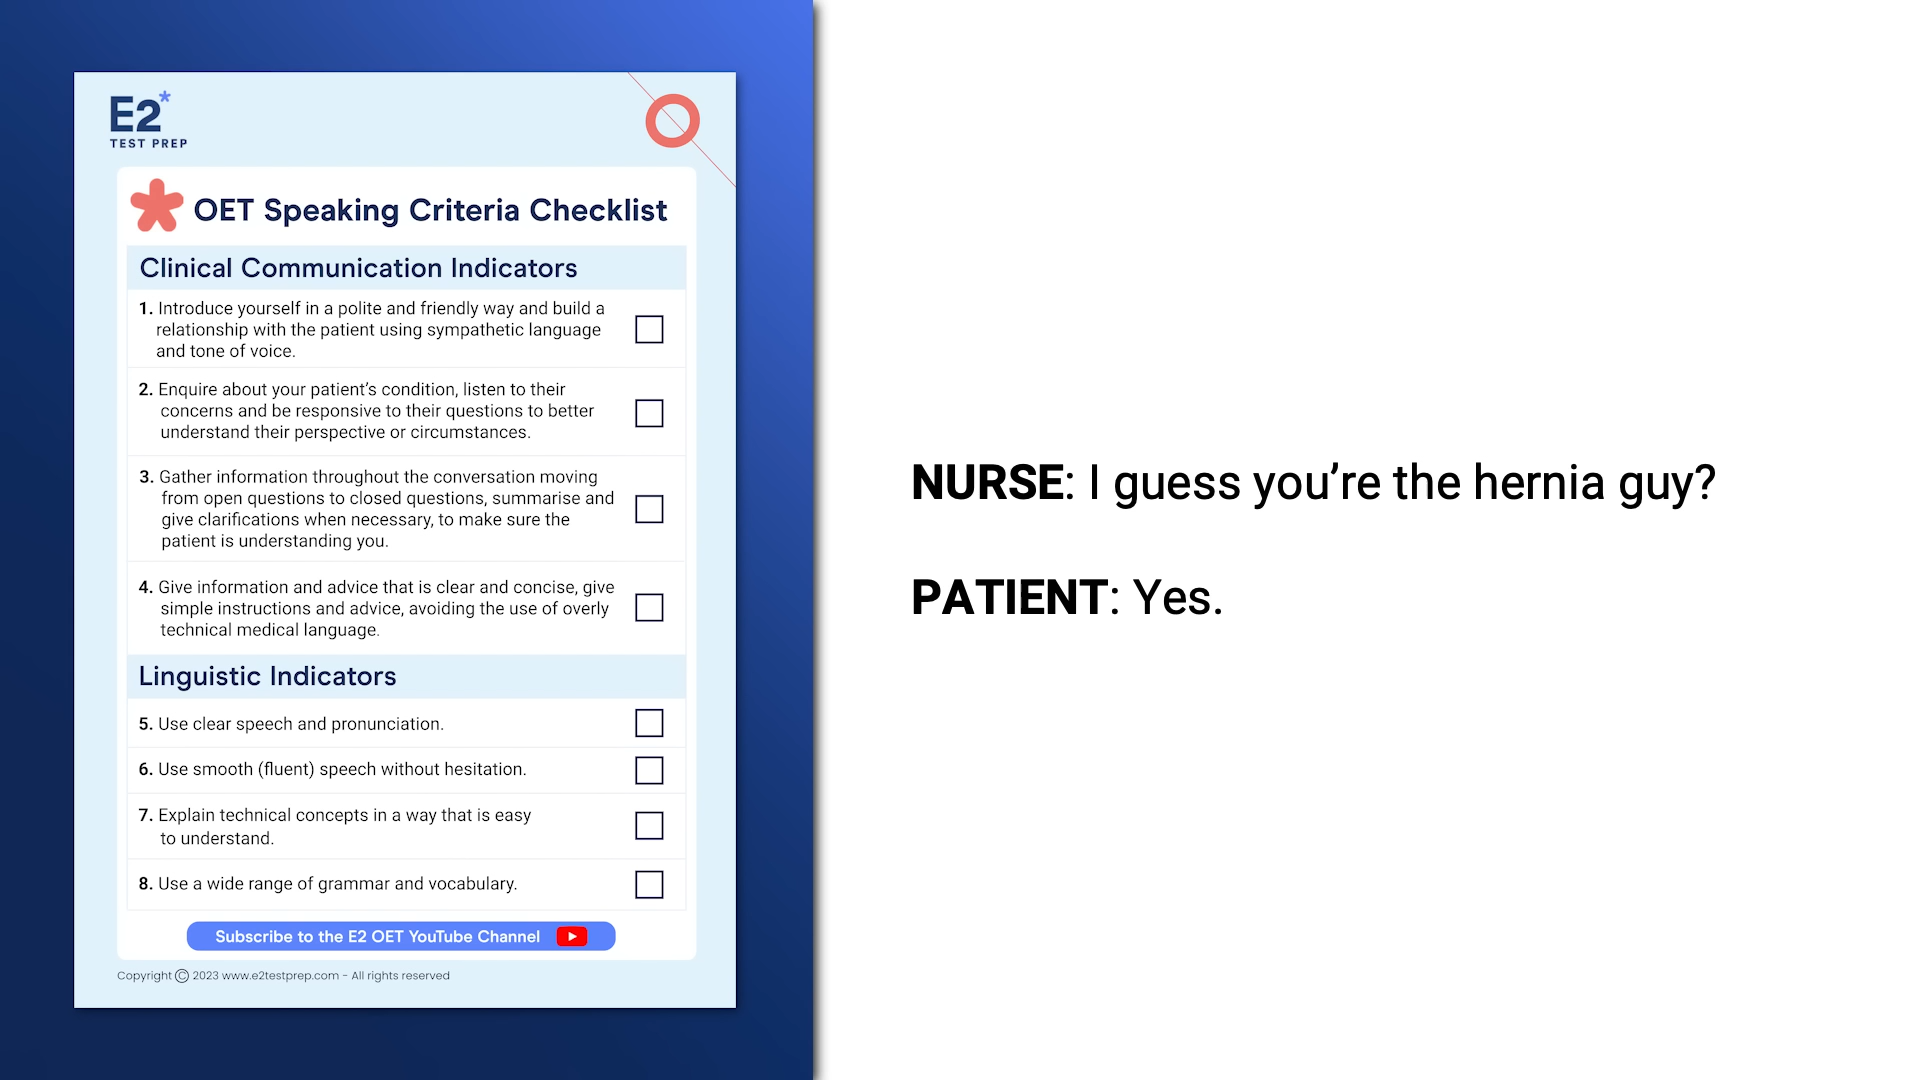 E2*
TEST PREP
OET Speaking Criteria Checklist
Clinical Communication Indicators
1. Introduce yourself in a polite and friendly way and build a
relationship with the patient using sympathetic language
and tone of voice.
2. Enquire about your patient's condition, listen to their
concerns and be responsive to their questions to better
understand their perspective or circumstances.
3. Gather information throughout the conversation moving
from open questions to closed questions, summarise and
give clarifications when necessary, to make sure the
patient is understanding you.
4. Give information and advice that is clear and concise, give
simple instructions and advice, avoiding the use of overly
technical medical language.
Linguistic Indicators
5. Use clear speech and pronunciation.
6. Use smooth (fluent) speech without hesitation.
7. Explain technical concepts in a way that is easy
to understand.
8. Use a wide range of grammar and vocabulary.
Subscribe to the E2 OET YouTube Channel
Copyright © 2023 www.e2testprep.com - All rights reserved
NURSE: I guess you’re the hernia guy?
PATIENT: Yes.